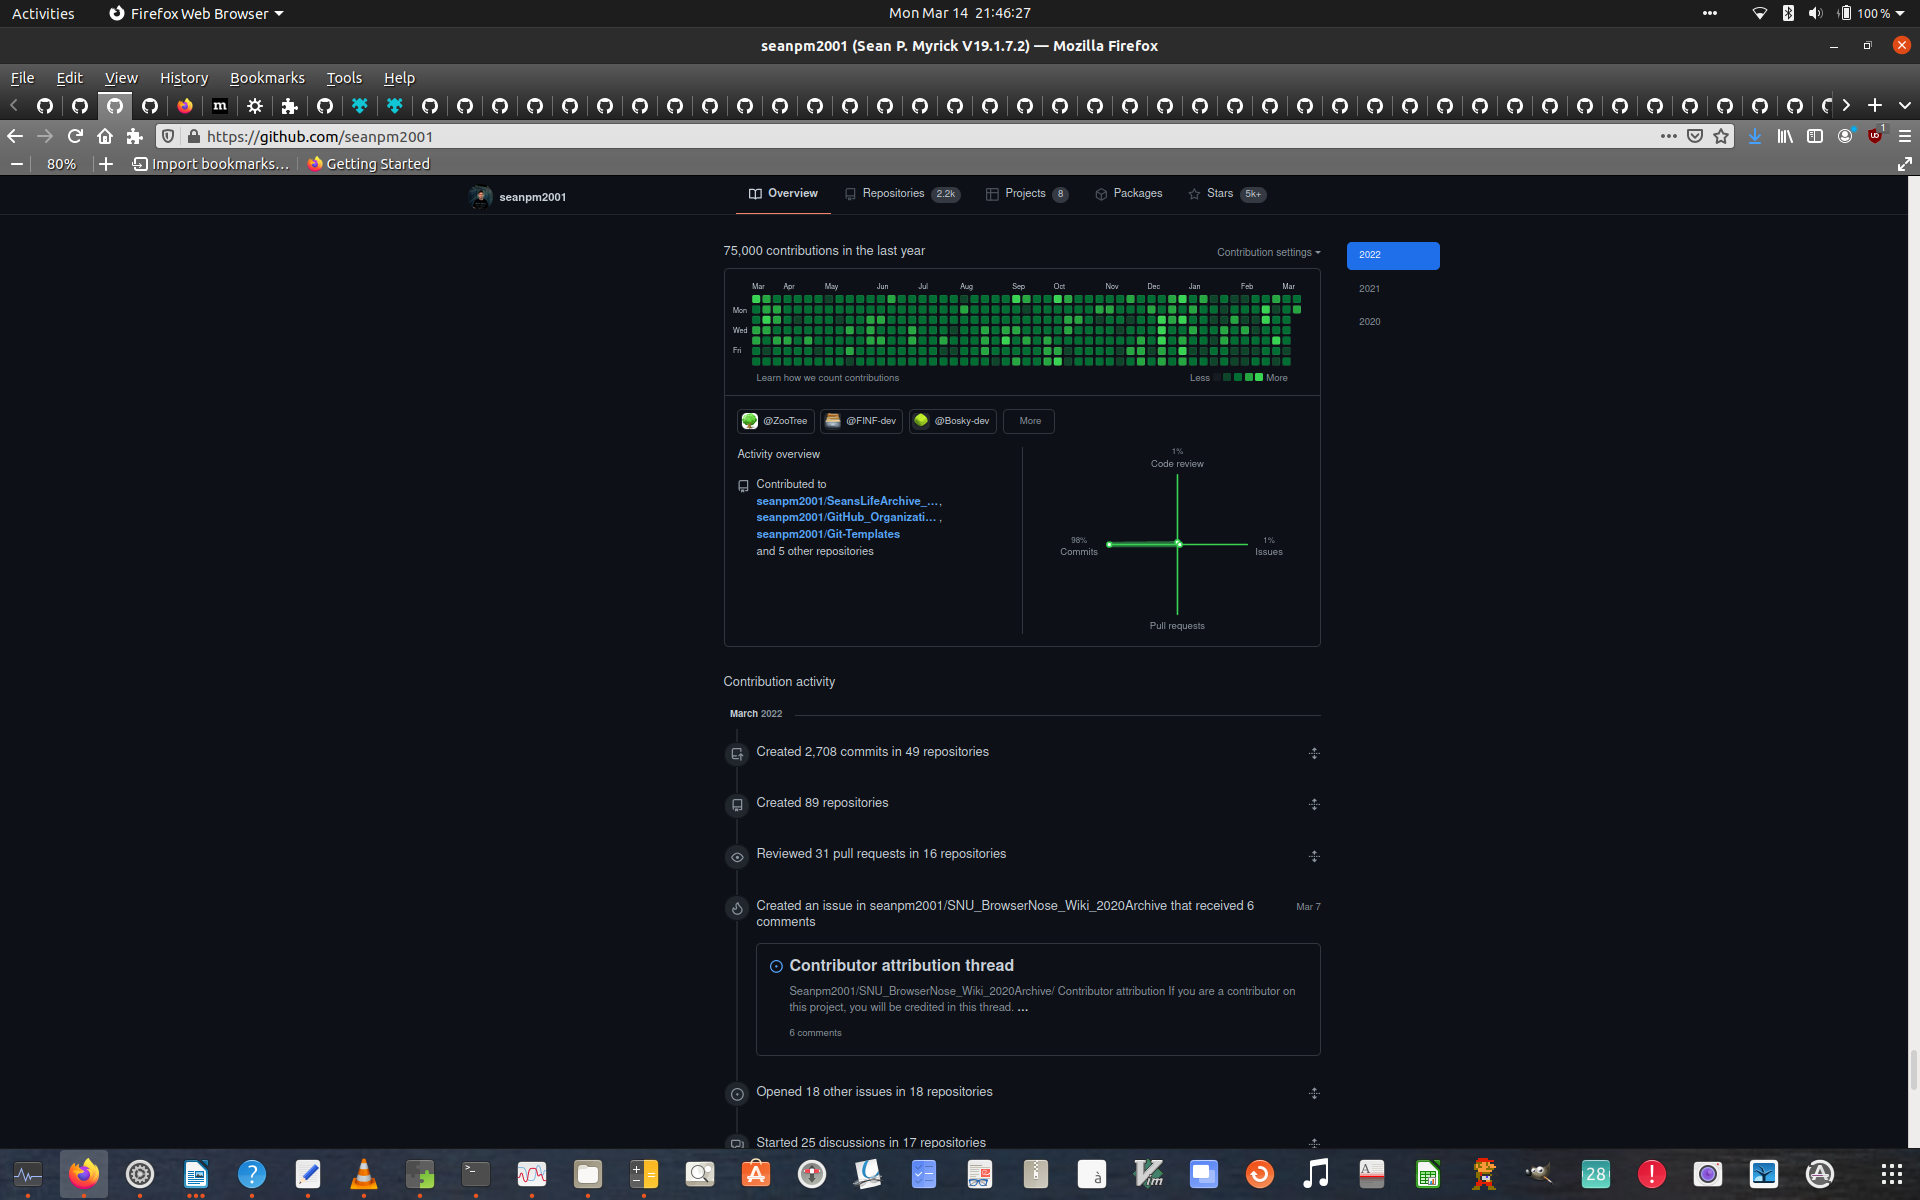 Activities
Firefox Web Browser
Mon Mar 14 21:46:27
100 %
seanpm2001 (Sean P. Myrick V19.1.7.2) — Mozilla Firefox
File Edit View History Bookmarks Tools Help
https://github.com/seanpm2001
80%
Import bookmarks...
Getting Started
seanpm2001
Overview
Repositories 2.2k
Projects 8
Packages
Stars 5k+
75,000 contributions in the last year
Contribution settings
2022
2021
2020
Mar Apr May Jun Jul Aug Sep Oct Nov Dec Jan Feb Mar
Mon
Wed
Fri
Learn how we count contributions
Less More
@ZooTree
@FINF-dev
@Bosky-dev
More
Activity overview
Contributed to
seanpm2001/SeansLifeArchive_... ,
seanpm2001/GitHub_Organizati... ,
seanpm2001/Git-Templates
and 5 other repositories
1%
Code review
98%
Commits
1%
Issues
Pull requests
Contribution activity
March 2022
Created 2,708 commits in 49 repositories
Created 89 repositories
Reviewed 31 pull requests in 16 repositories
Created an issue in seanpm2001/SNU_BrowserNose_Wiki_2020Archive that received 6
comments
Mar 7
Contributor attribution thread
Seanpm2001/SNU_BrowserNose_Wiki_2020Archive/ Contributor attribution If you are a contributor on
this project, you will be credited in this thread. ...
6 comments
Opened 18 other issues in 18 repositories
Started 25 discussions in 17 repositories
28